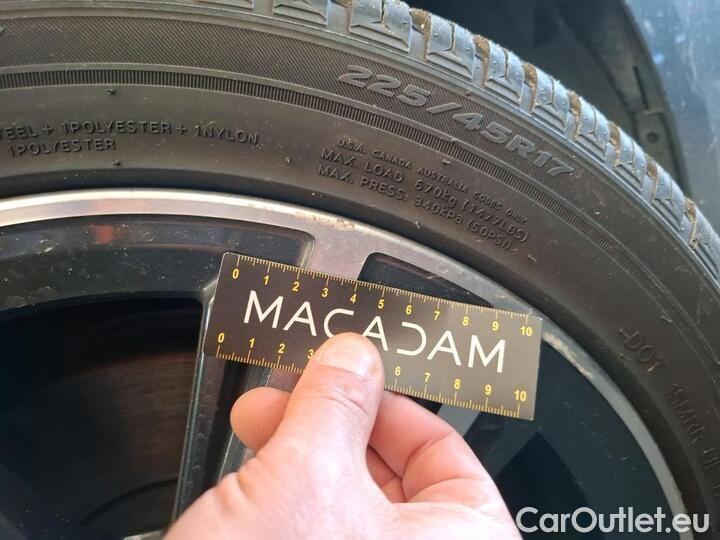 225/45R17
TEEL + 1POLYESTER + 1NYLON
1POLYESTER
U.S.A. CANADA AUSTRALIA CODES ONLY
MAX. LOAD 670kg (1477LBS)
MAX. PRESS. 340kPa (50PSI)
0 1 2 3 4 5 6 7 8 9 10
MACADAM
0 1 2 3 6 7 8 9 10
DOT
CarOutlet.eu